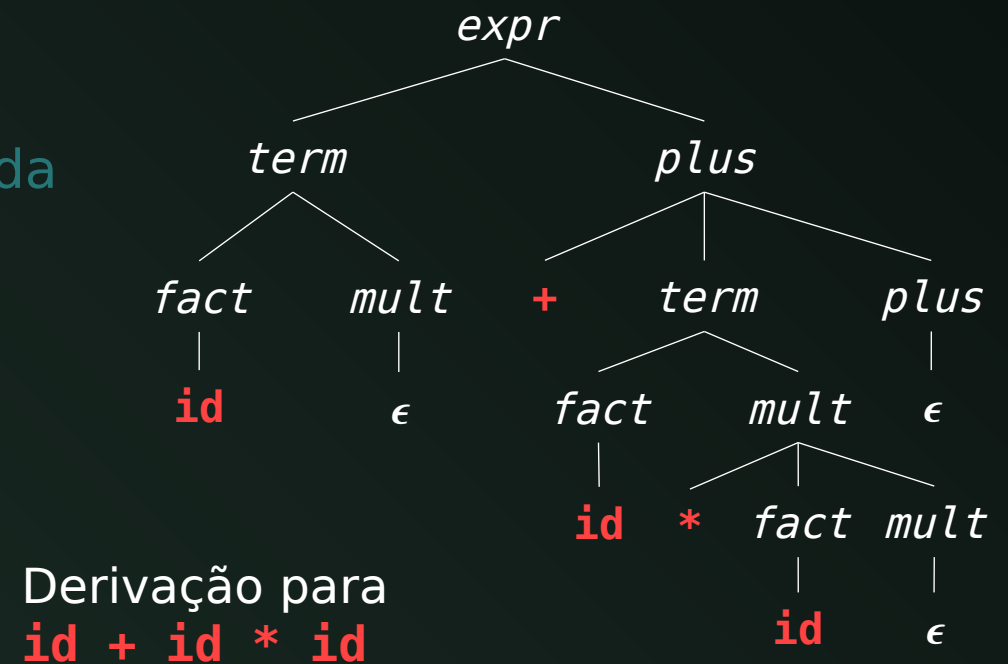 expr
da
term plus
fact mult + term plus
id ϵ fact mult ϵ
id * fact mult
id ϵ
Derivação para
id + id * id